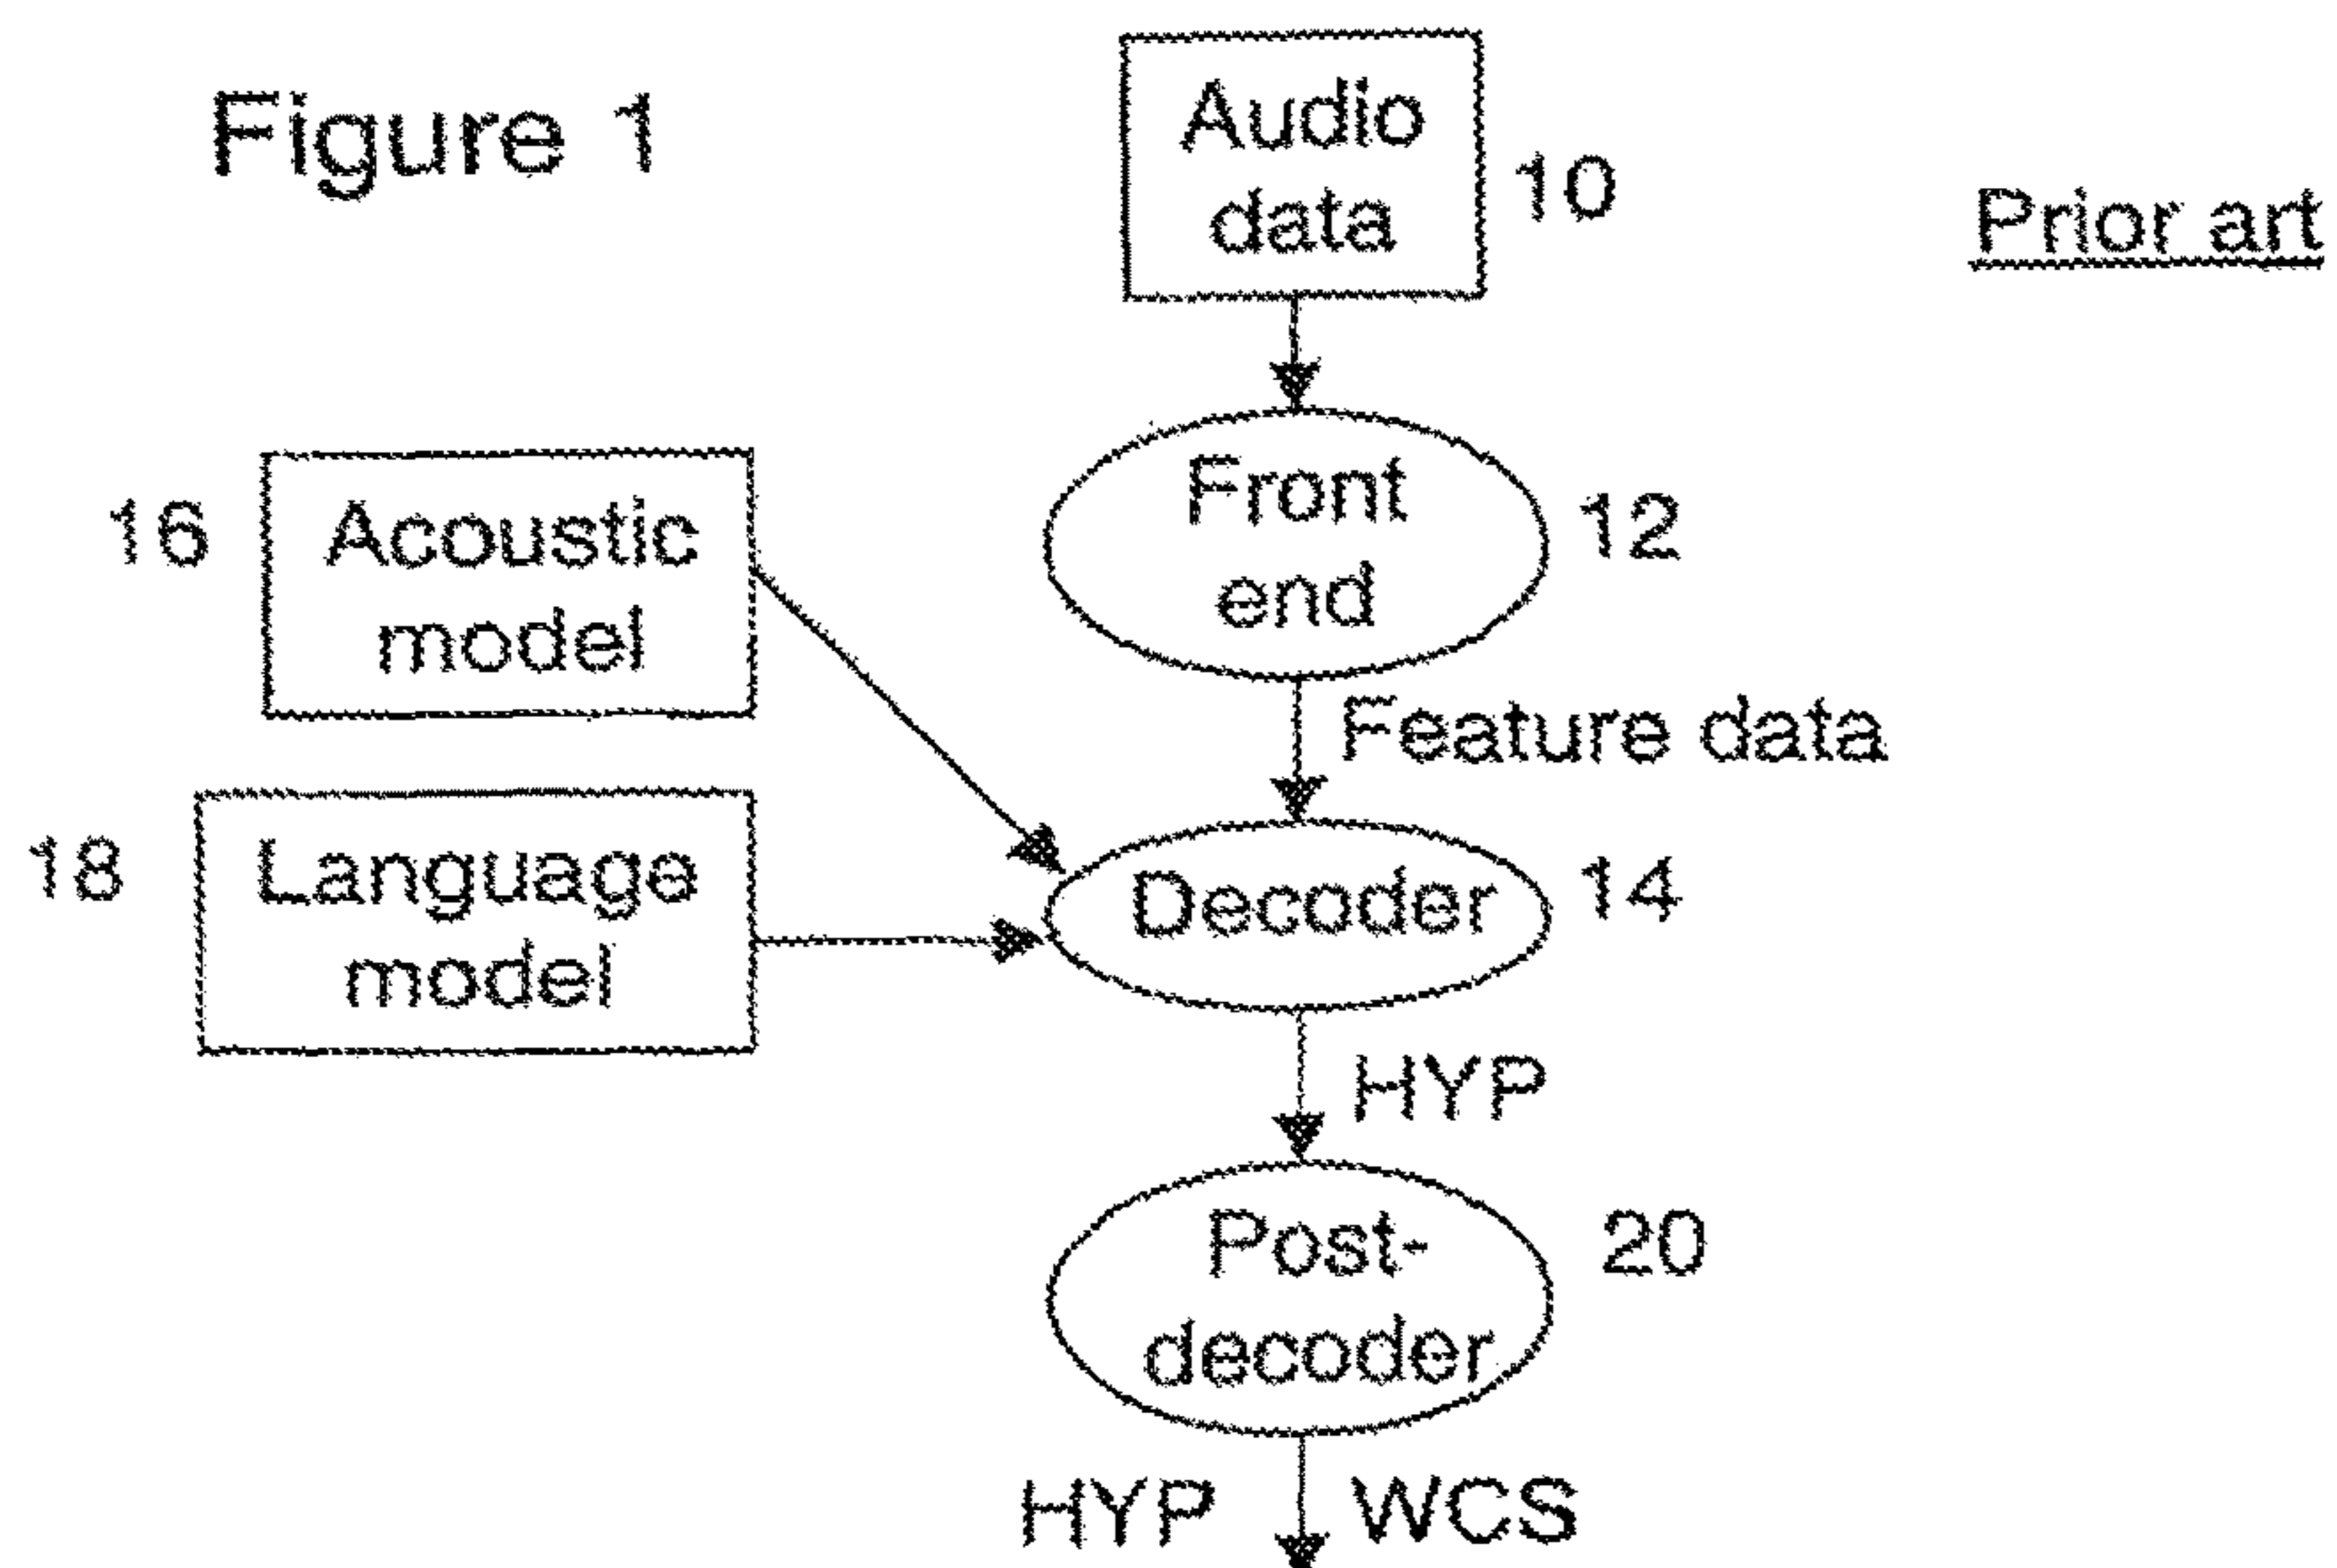 Figure 1
Audio
data
10
Prior art
Front
end
12
16
Acoustic
model
Feature data
18
Language
model
Decoder
14
HYP
Post-
decoder
20
HYP
WCS